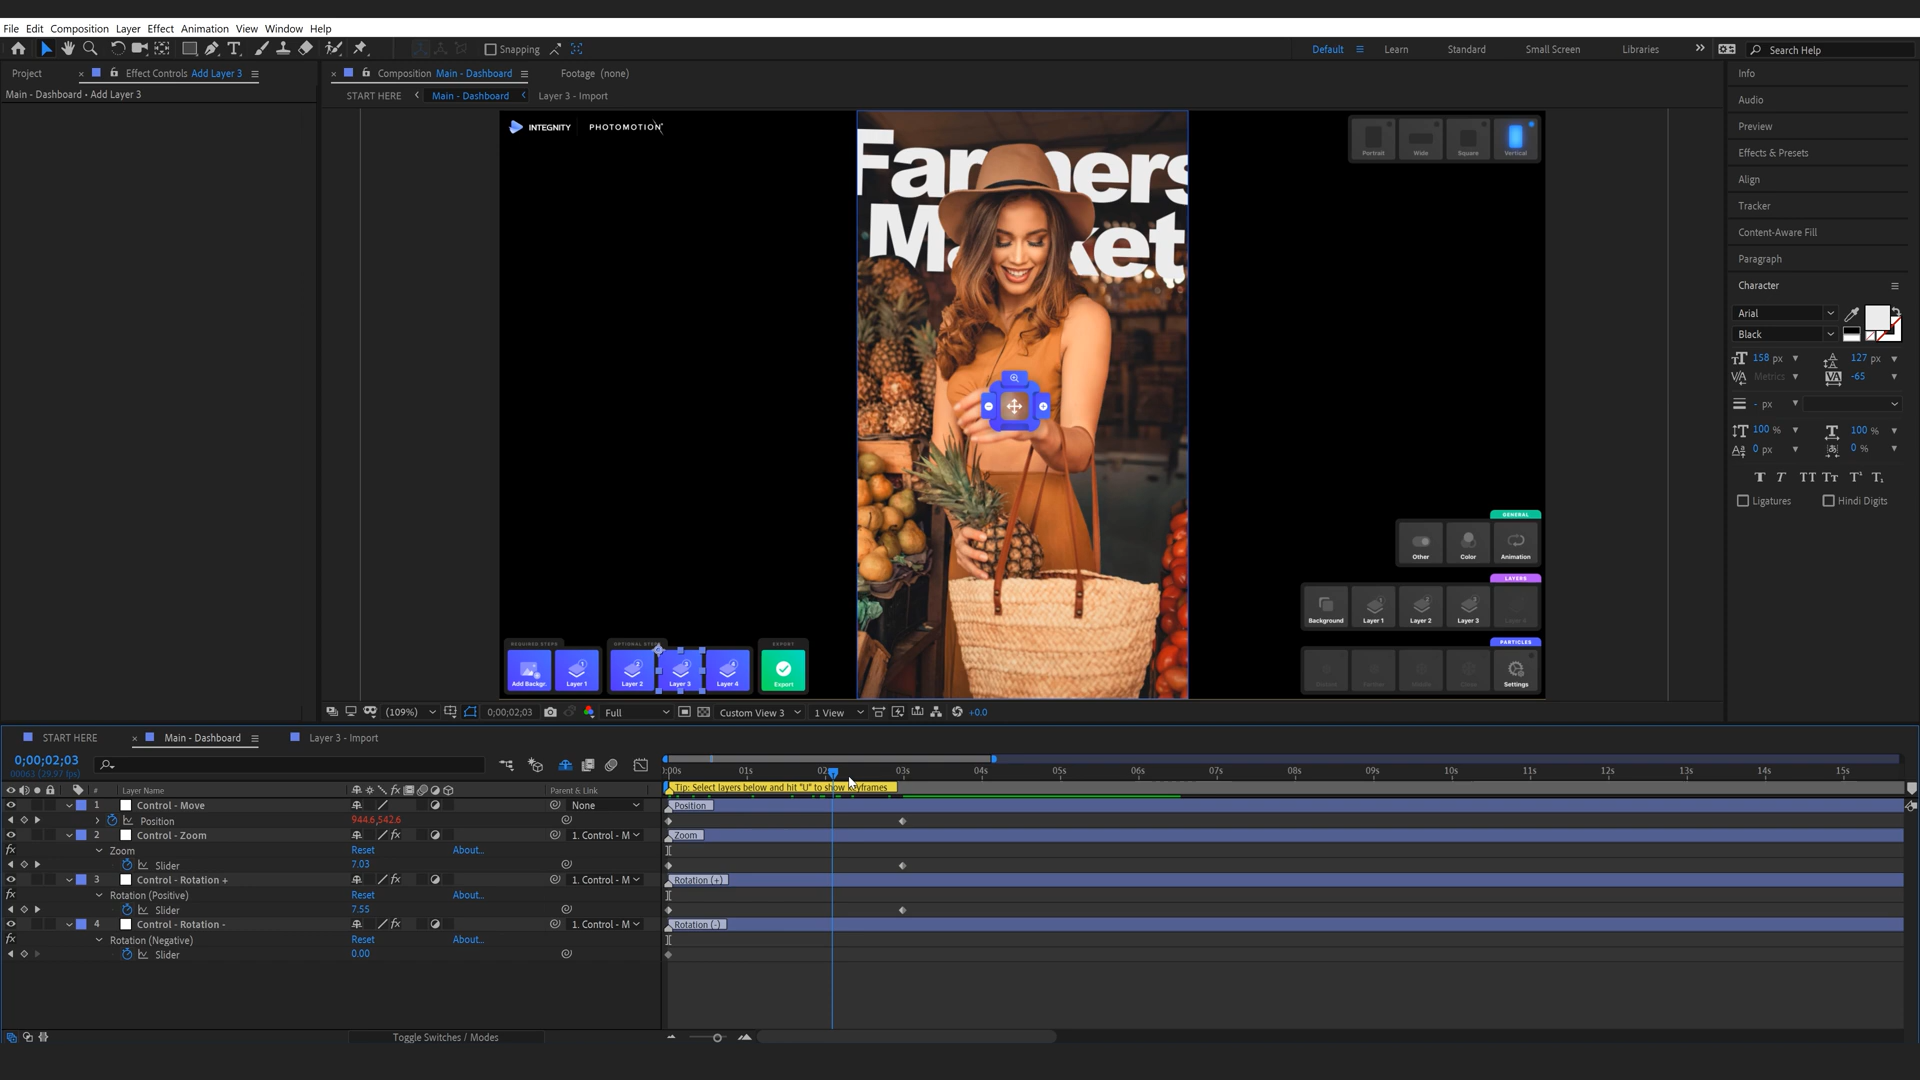 File Edit Composition Layer Effect Animation View Window Help
Snapping
Default Learn Standard Small Screen Libraries Search Help
Project Effect Controls Add Layer 3
Main - Dashboard • Add Layer 3
Composition Main - Dashboard Footage (none)
START HERE Main - Dashboard Layer 3 - Import
INTEGNITY PHOTOMOTION
Farmers
Market
Portrait Wide Square Vertical
GENERAL
Other Color Animation
LAYERS
Background Layer 1 Layer 2 Layer 3
PARTICLES
Settings
REQUIRED STEPS OPTIONAL STEPS EXPORT
Add Backgr. Layer 1 Layer 2 Layer 3 Layer 4 Export
(109%) 0;00;02;03 Full Custom View 3 1 View +0.0
Info
Audio
Preview
Effects & Presets
Align
Tracker
Content-Aware Fill
Paragraph
Character
Arial
Black
158 px 127 px
Metrics -65
- px
100 % 100 %
0 px 0 %
Ligatures Hindi Digits
START HERE Main - Dashboard Layer 3 - Import
0;00;02;03
00063 (29.97 fps)
# Layer Name Parent & Link
0:00s 01s 02s 03s 04s 05s 06s 07s 08s 09s 10s 11s 12s 13s 14s 15s
Tip: Select layers below and hit "U" to show keyframes
1 Control - Move None Position
Position 944.6,542.6
2 Control - Zoom 1. Control - M Zoom
Zoom Reset About...
Slider 7.03
3 Control - Rotation + 1. Control - M Rotation (+)
Rotation (Positive) Reset About...
Slider 7.55
4 Control - Rotation - 1. Control - M Rotation (-)
Rotation (Negative) Reset About...
Slider 0.00
Toggle Switches / Modes